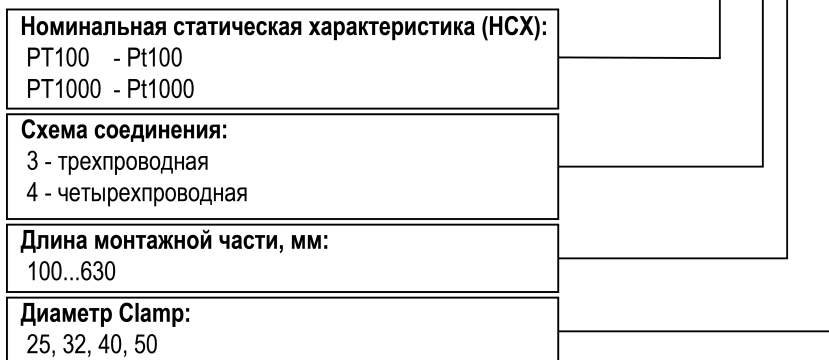 Номинальная статическая характеристика (НСХ):
PT100 - Pt100
PT1000 - Pt1000
Схема соединения:
3 - трехпроводная
4 - четырехпроводная
Длина монтажной части, мм:
100...630
Диаметр Clamp:
25, 32, 40, 50